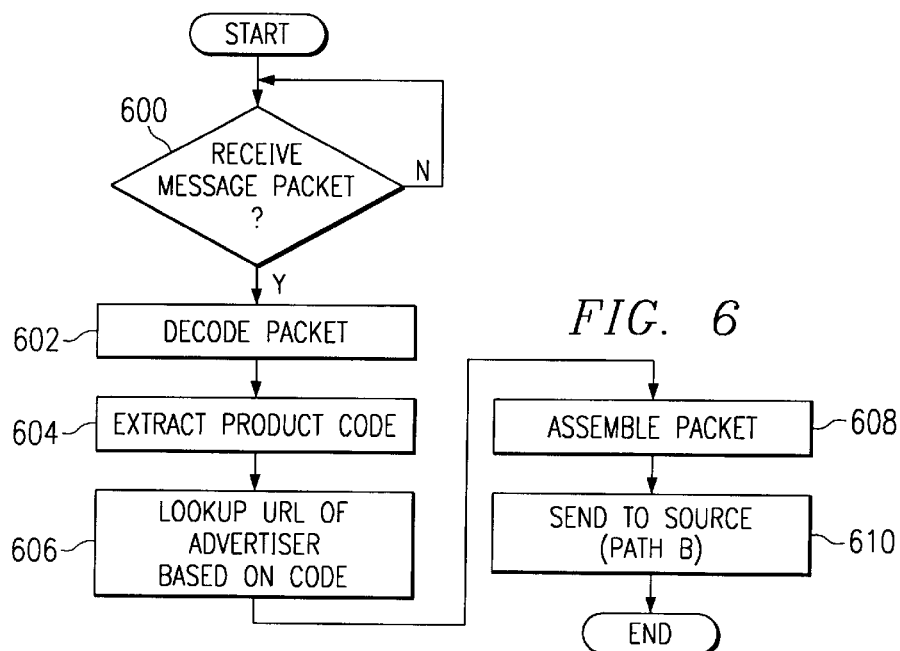 START
600
RECEIVE
MESSAGE PACKET
?
N
Y
602
DECODE PACKET
604
EXTRACT PRODUCT CODE
606
LOOKUP URL OF
ADVERTISER
BASED ON CODE
FIG. 6
ASSEMBLE PACKET
608
SEND TO SOURCE
(PATH B)
610
END